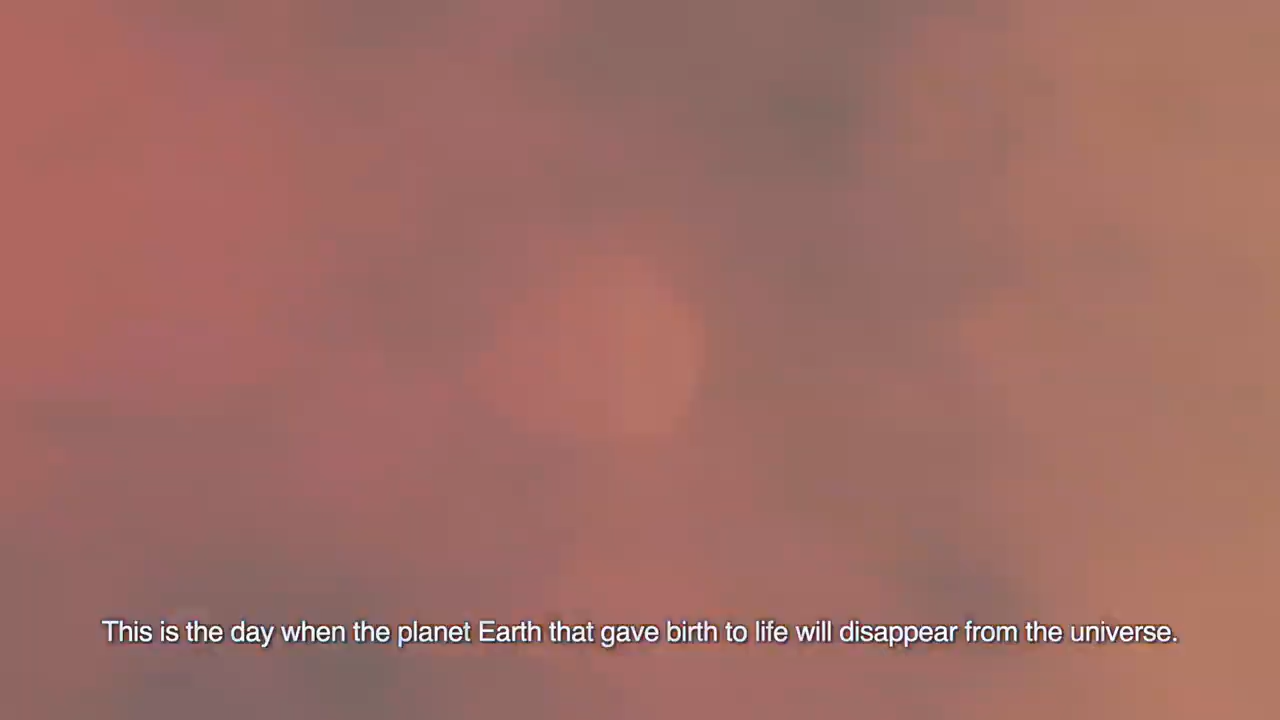 This is the day when the planet Earth that gave birth to life will disappear from the universe.